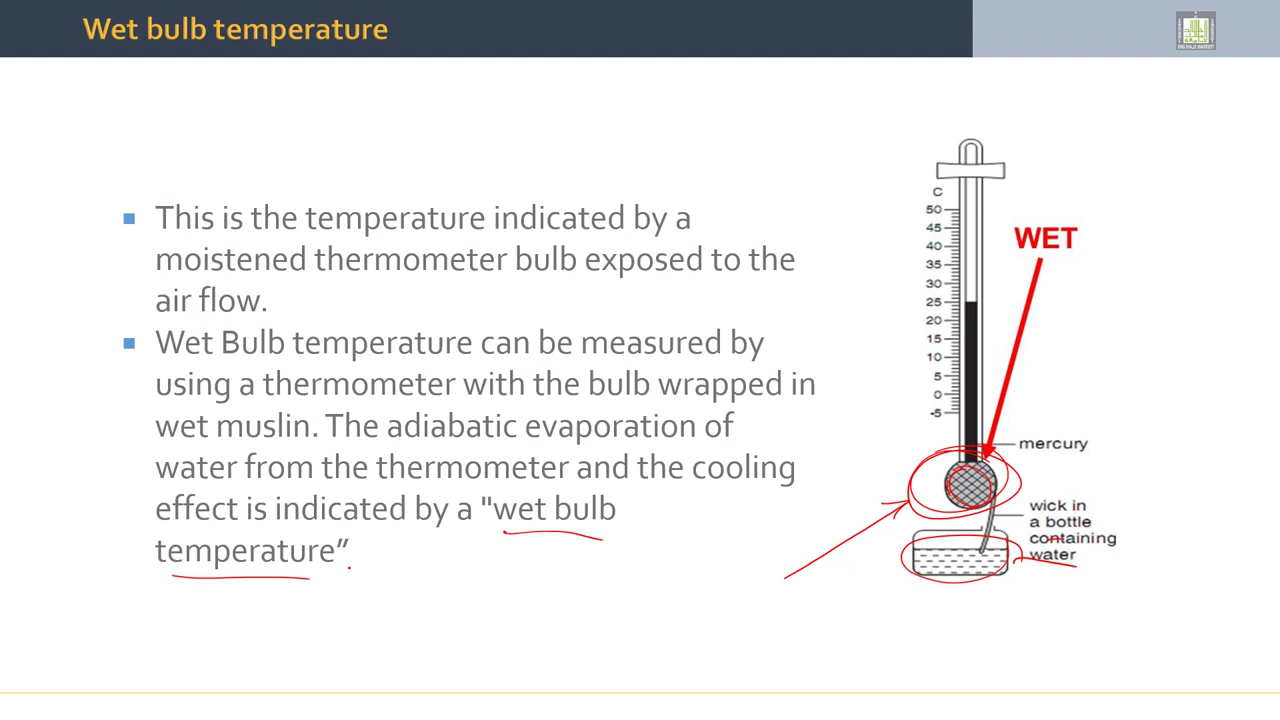 Wet bulb temperature
This is the temperature indicated by a
moistened thermometer bulb exposed to the
air flow.
Wet Bulb temperature can be measured by
using a thermometer with the bulb wrapped in
wet muslin. The adiabatic evaporation of
water from the thermometer and the cooling
effect is indicated by a "wet bulb
temperature”
C
50
45
40
35
30
25
20
15
10
5
0
-5
WET
mercury
wick in
a bottle
containing
water